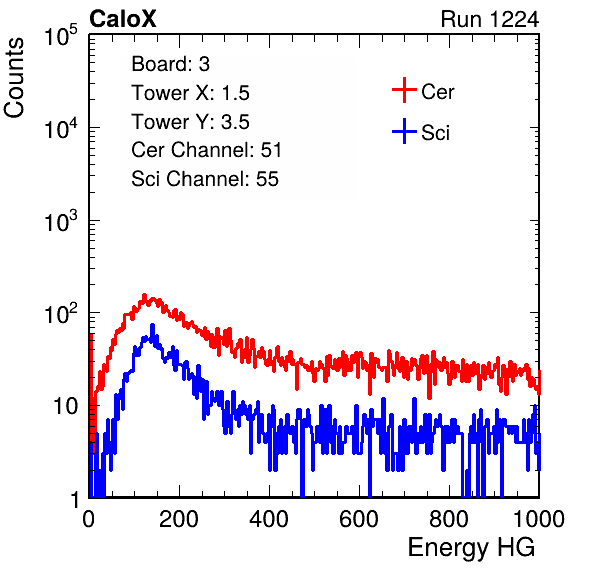 CaloX Run 1224
Counts
10^5
10^4
10^3
10^2
10
1
Board: 3
Tower X: 1.5
Tower Y: 3.5
Cer Channel: 51
Sci Channel: 55
Cer
Sci
0 200 400 600 800 1000
Energy HG